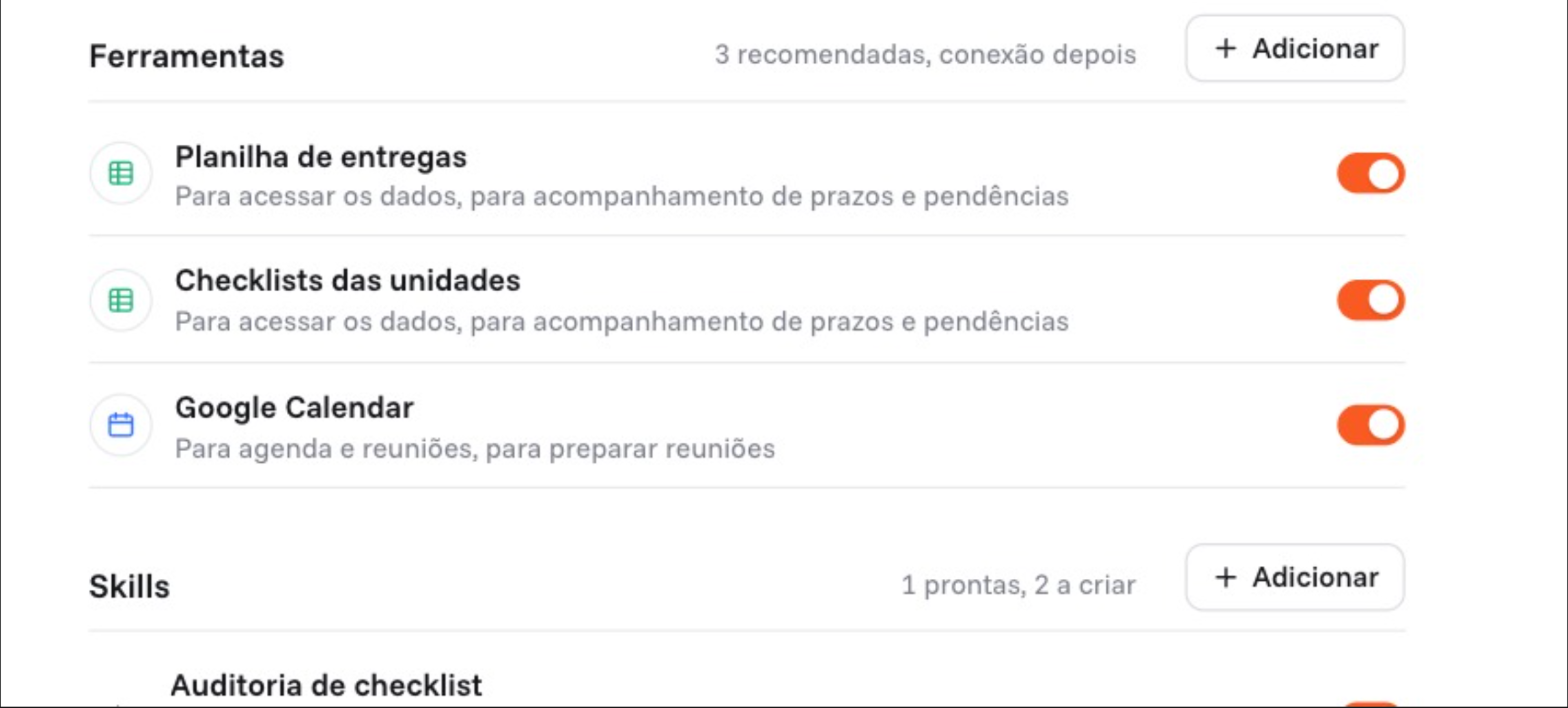 Ferramentas
3 recomendadas, conexão depois
+ Adicionar
Planilha de entregas
Para acessar os dados, para acompanhamento de prazos e pendências
Checklists das unidades
Para acessar os dados, para acompanhamento de prazos e pendências
Google Calendar
Para agenda e reuniões, para preparar reuniões
Skills
1 prontas, 2 a criar
+ Adicionar
Auditoria de checklist